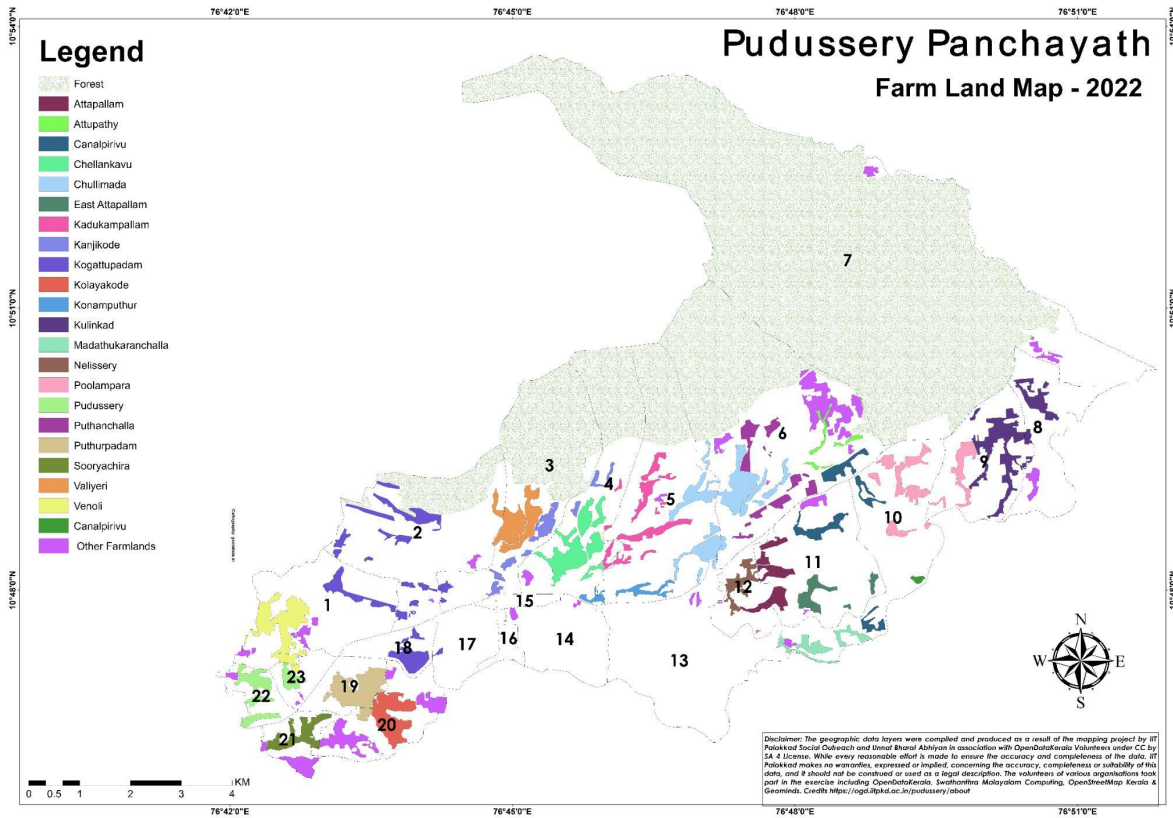 76°42'0"E 76°45'0"E 76°48'0"E 76°51'0"E
10°54'0"N
10°54'0"N
Pudussery Panchayath
Farm Land Map - 2022
Legend
Forest
Attapallam
Attupathy
Canalpirivu
Chellankavu
Chullimada
East Attapallam
Kadukampallam
Kanjikode
Kogattupadam
Kolayakode
Konamputhur
Kulinkad
Madathukaranchalla
Nelissery
Poolampara
Pudussery
Puthanchalla
Puthurpadam
Sooryachira
Valiyeri
Venoli
Canalpirivu
Other Farmlands
10°51'0"N
10°51'0"N
10°48'0"N
10°48'0"N
7
8
6
9
3
4
5
10
2
11
12
15
1
14
16
17
18
13
23
19
22
20
21
N
W E
S
0 0.5 1 2 3 4 KM
Disclaimer: The geographic data layers were compiled and produced as a result of the mapping project by IIT
Palakkad Social Outreach and Unnat Bharat Abhiyan in association with OpenDataKerala Volunteers under CC by
SA 4 License. While every reasonable effort is made to ensure the accuracy and completeness of the data, IIT
Palakkad makes no warranties, expressed or implied, concerning the accuracy, completeness or suitability of this
data, and it should not be construed or used as a legal description. The volunteers of various organisations took
part in the exercise including OpenDataKerala, Swathanthra Malayalam Computing, OpenStreetMap Kerala &
Geominds. Credits https://ogd.iitpkd.ac.in/pudussery/about
76°42'0"E 76°45'0"E 76°48'0"E 76°51'0"E